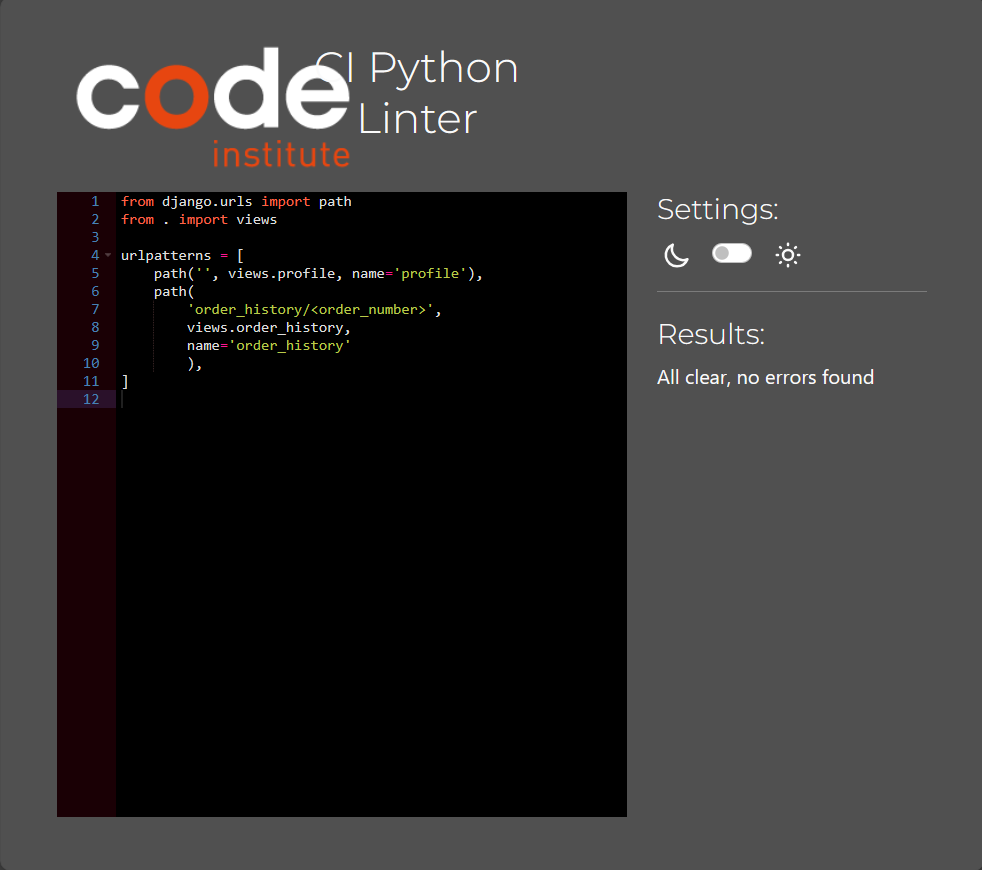 code
institute
CI Python
Linter
1 from django.urls import path
2 from . import views
3
4 urlpatterns = [
5     path('', views.profile, name='profile'),
6     path(
7         'order_history/<order_number>',
8         views.order_history,
9         name='order_history'
10         ),
11 ]
12
Settings:
Results:
All clear, no errors found